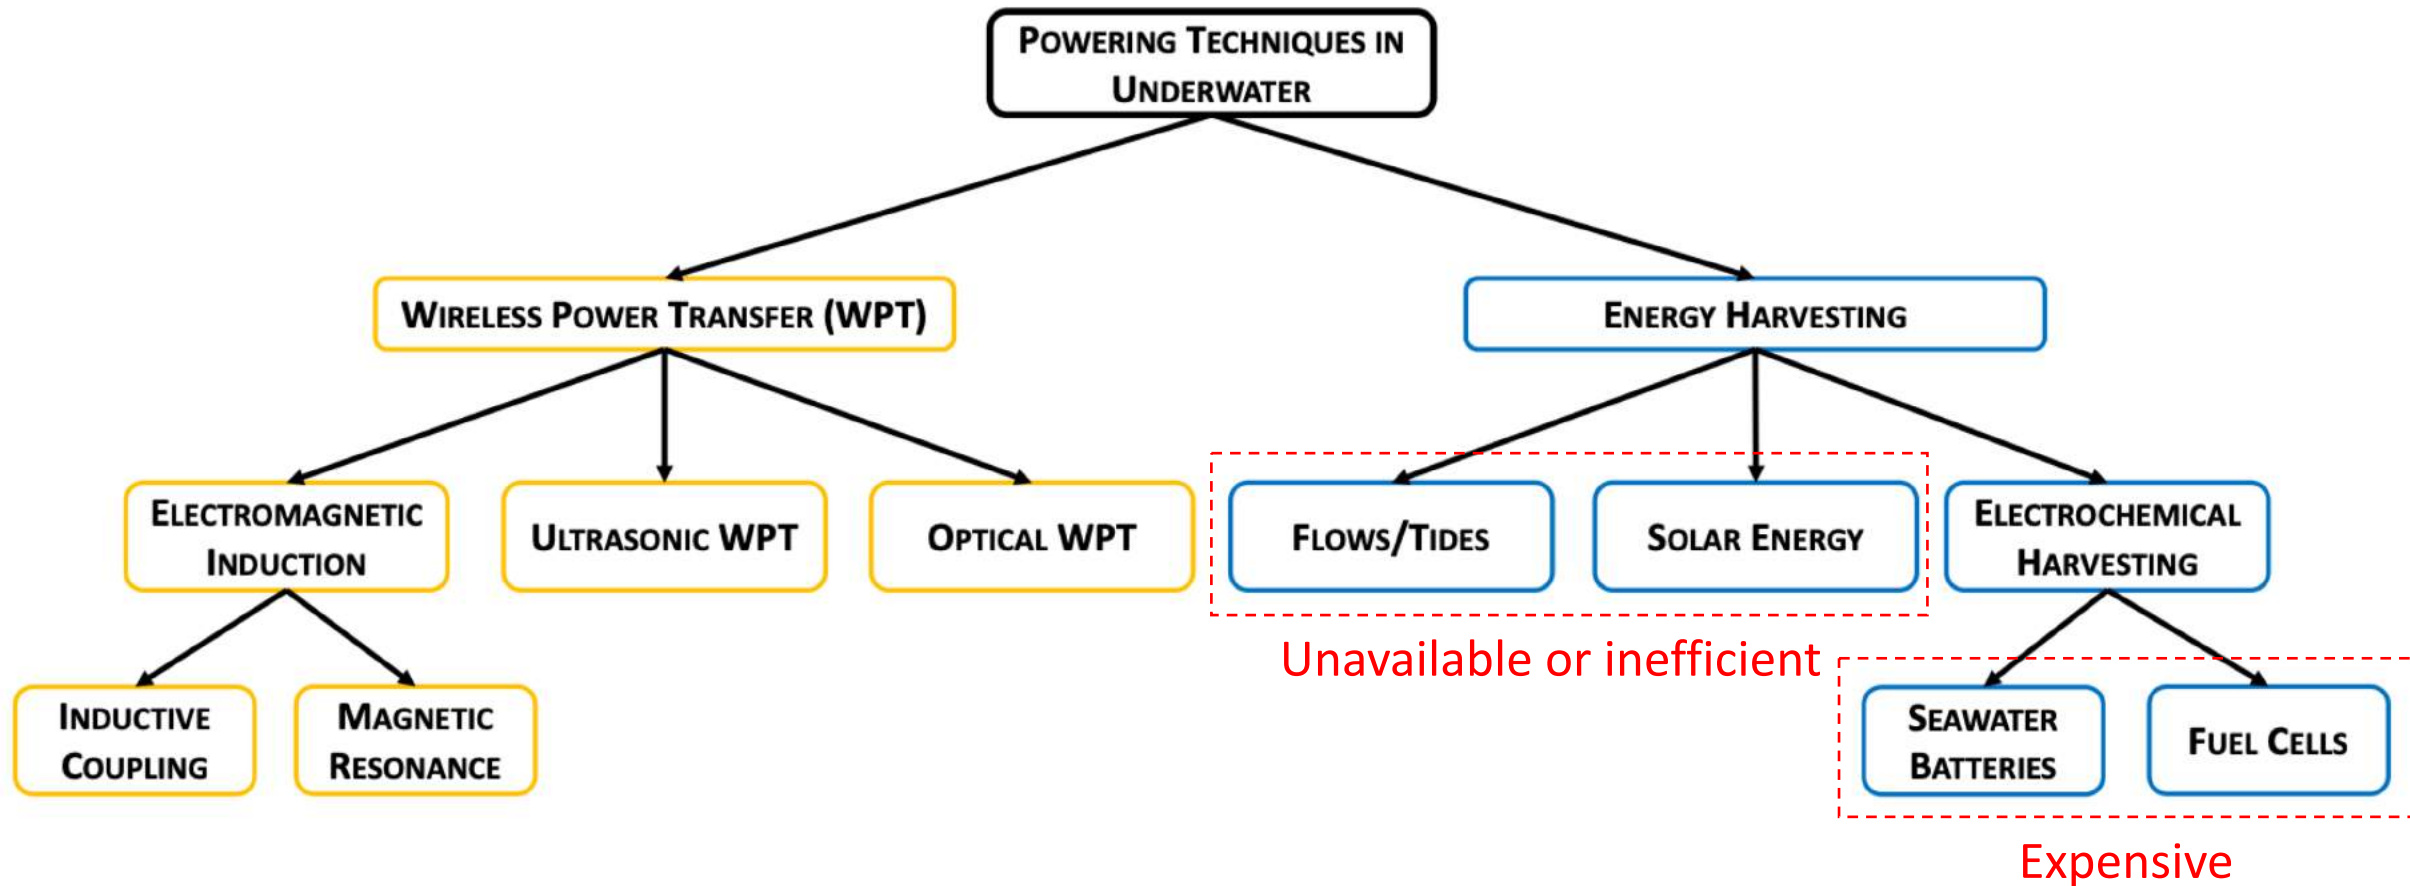 Powering Techniques in
Underwater
Wireless Power Transfer (WPT)
Energy Harvesting
Electromagnetic
Induction
Ultrasonic WPT
Optical WPT
Flows/Tides
Solar Energy
Electrochemical
Harvesting
Unavailable or inefficient
Inductive
Coupling
Magnetic
Resonance
Seawater
Batteries
Fuel Cells
Expensive